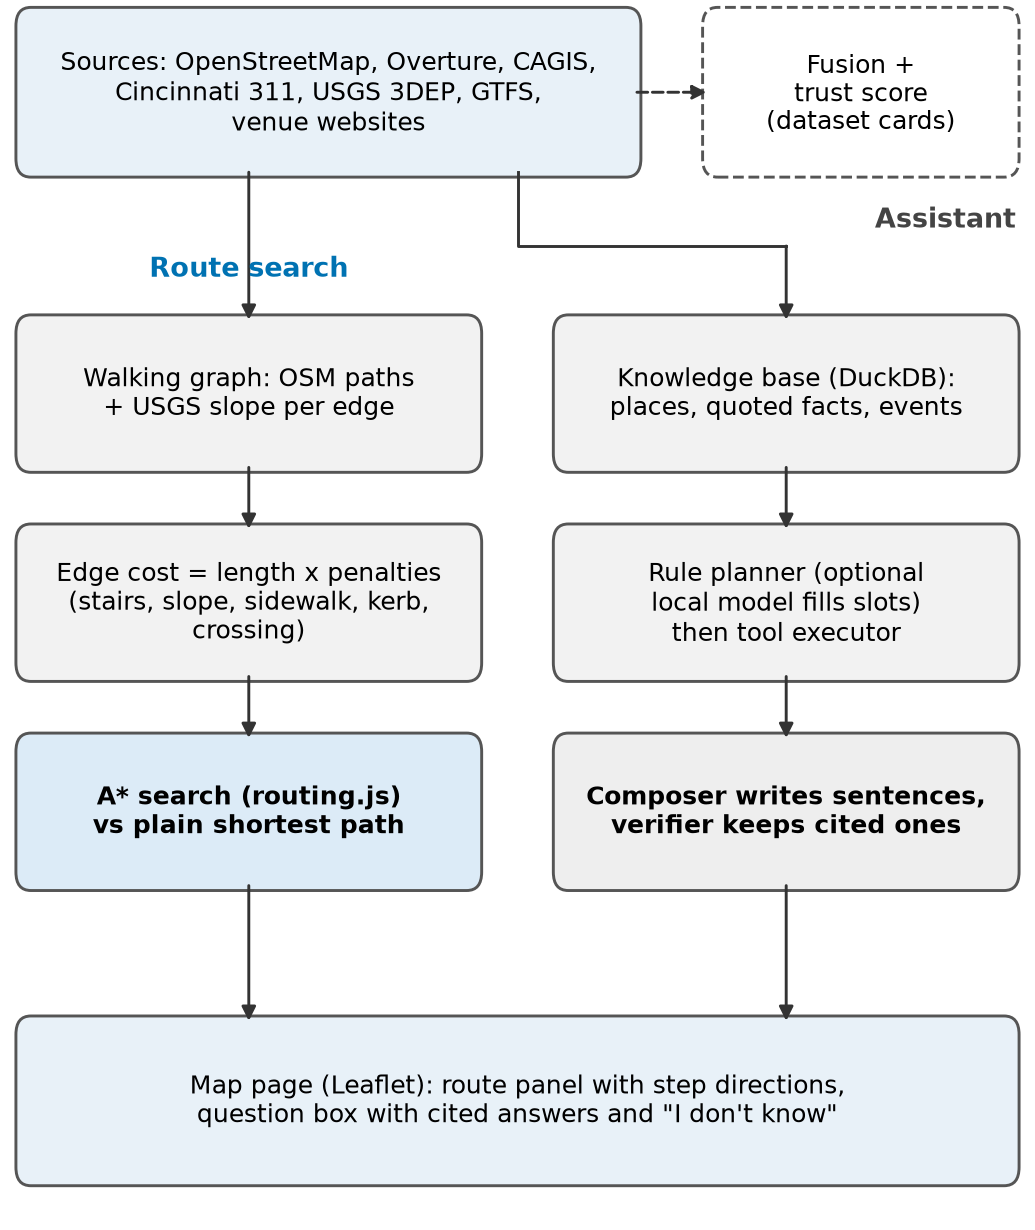 Sources: OpenStreetMap, Overture, CAGIS,
Cincinnati 311, USGS 3DEP, GTFS,
venue websites
Fusion +
trust score
(dataset cards)
Assistant
Route search
Walking graph: OSM paths
+ USGS slope per edge
Knowledge base (DuckDB):
places, quoted facts, events
Edge cost = length x penalties
(stairs, slope, sidewalk, kerb,
crossing)
Rule planner (optional
local model fills slots)
then tool executor
A* search (routing.js)
vs plain shortest path
Composer writes sentences,
verifier keeps cited ones
Map page (Leaflet): route panel with step directions,
question box with cited answers and "I don't know"